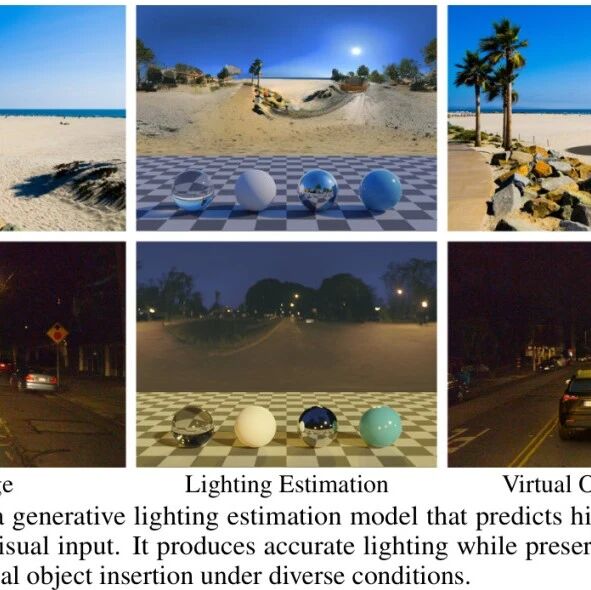 ge Lighting Estimation Virtual O
a generative lighting estimation model that predicts hi
isual input. It produces accurate lighting while preser
al object insertion under diverse conditions.